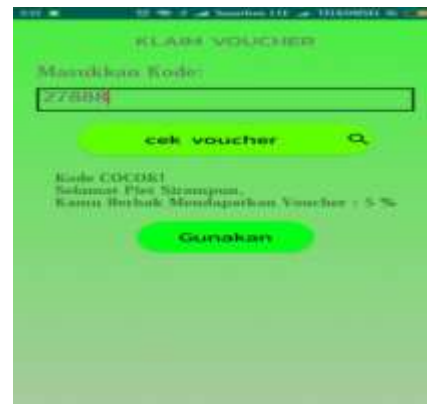 KLAIM VOUCHER
Masukkan Kode:
27888
cek voucher
Kode COCOK!
Selamat
Kamu Berhak Mendapatkan Voucher : 5 %
Gunakan